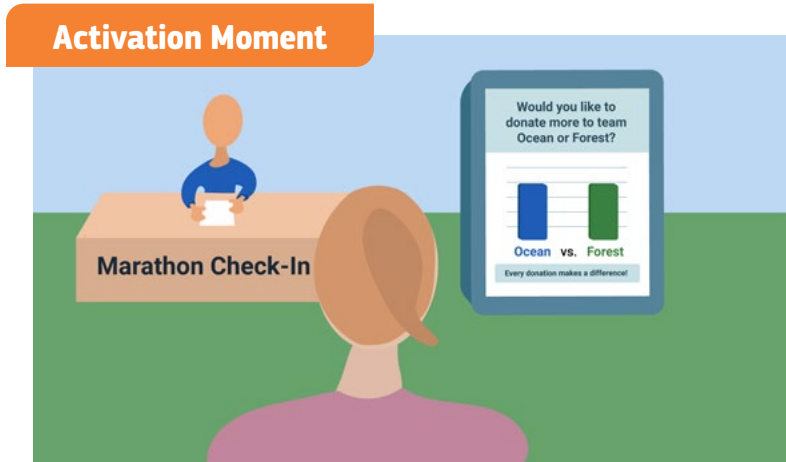 Activation Moment
Would you like to
donate more to team
Ocean or Forest?
Marathon Check-In
Ocean vs. Forest
Every donation makes a difference!